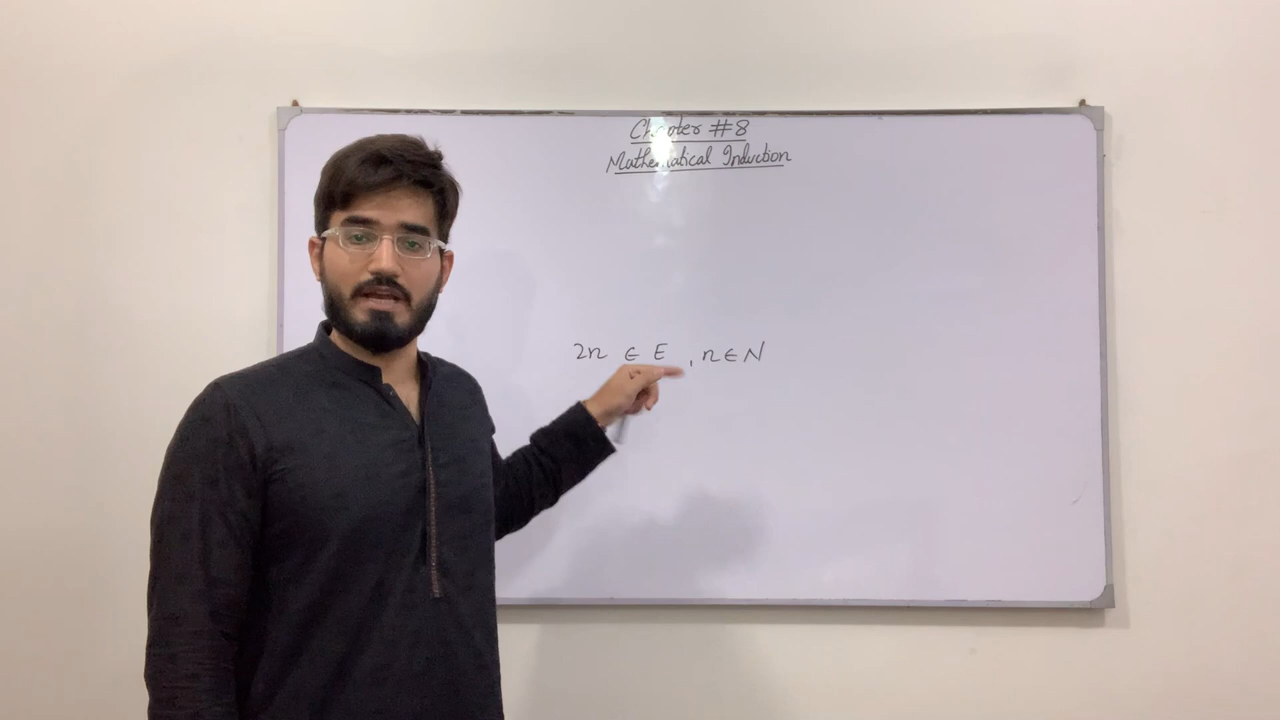 Chapter #8
Mathematical Induction
2n ∈ E , n ∈ N